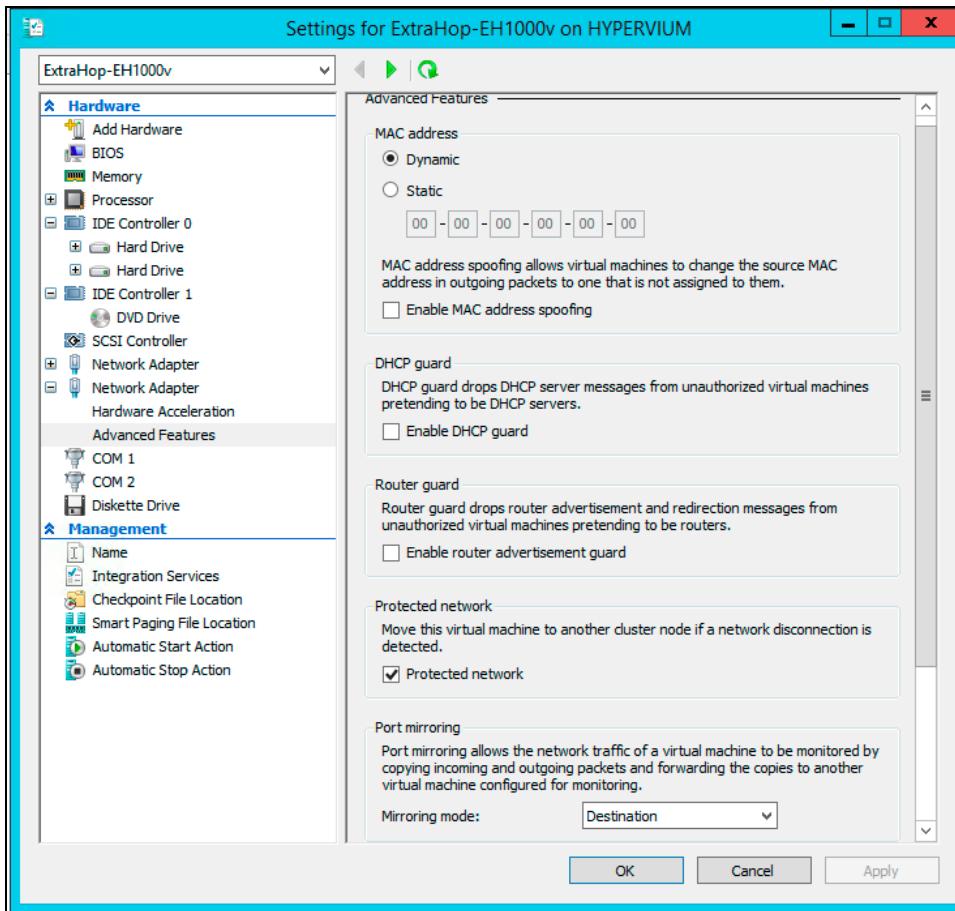 Settings for ExtraHop-EH1000v on HYPERVIUM
ExtraHop-EH1000v
Hardware
Add Hardware
BIOS
Memory
Processor
IDE Controller 0
Hard Drive
Hard Drive
IDE Controller 1
DVD Drive
SCSI Controller
Network Adapter
Network Adapter
Hardware Acceleration
Advanced Features
COM 1
COM 2
Diskette Drive
Management
Name
Integration Services
Checkpoint File Location
Smart Paging File Location
Automatic Start Action
Automatic Stop Action
Advanced Features
MAC address
Dynamic
Static
00 - 00 - 00 - 00 - 00 - 00
MAC address spoofing allows virtual machines to change the source MAC
address in outgoing packets to one that is not assigned to them.
Enable MAC address spoofing
DHCP guard
DHCP guard drops DHCP server messages from unauthorized virtual machines
pretending to be DHCP servers.
Enable DHCP guard
Router guard
Router guard drops router advertisement and redirection messages from
unauthorized virtual machines pretending to be routers.
Enable router advertisement guard
Protected network
Move this virtual machine to another cluster node if a network disconnection is
detected.
Protected network
Port mirroring
Port mirroring allows the network traffic of a virtual machine to be monitored by
copying incoming and outgoing packets and forwarding the copies to another
virtual machine configured for monitoring.
Mirroring mode: Destination
OK Cancel Apply